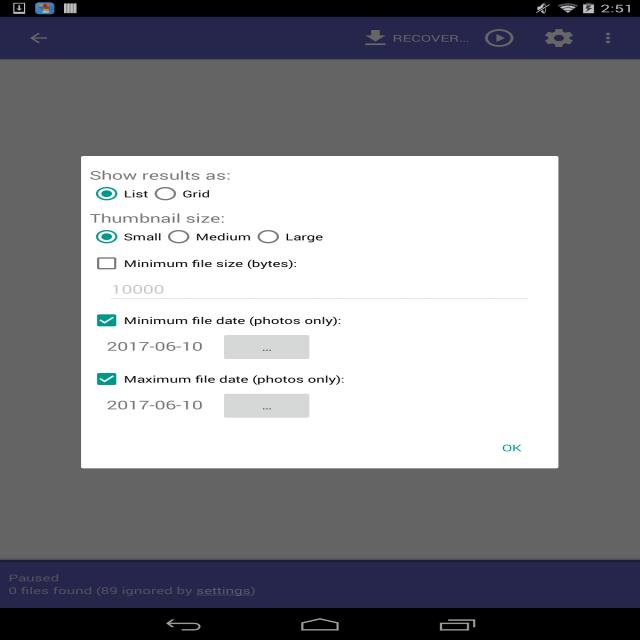 2:51
RECOVER...
Show results as:
List Grid
Thumbnail size:
Small Medium Large
Minimum file size (bytes):
10000
Minimum file date (photos only):
2017-06-10 ...
Maximum file date (photos only):
2017-06-10 ...
OK
Paused
0 files found (89 ignored by settings)